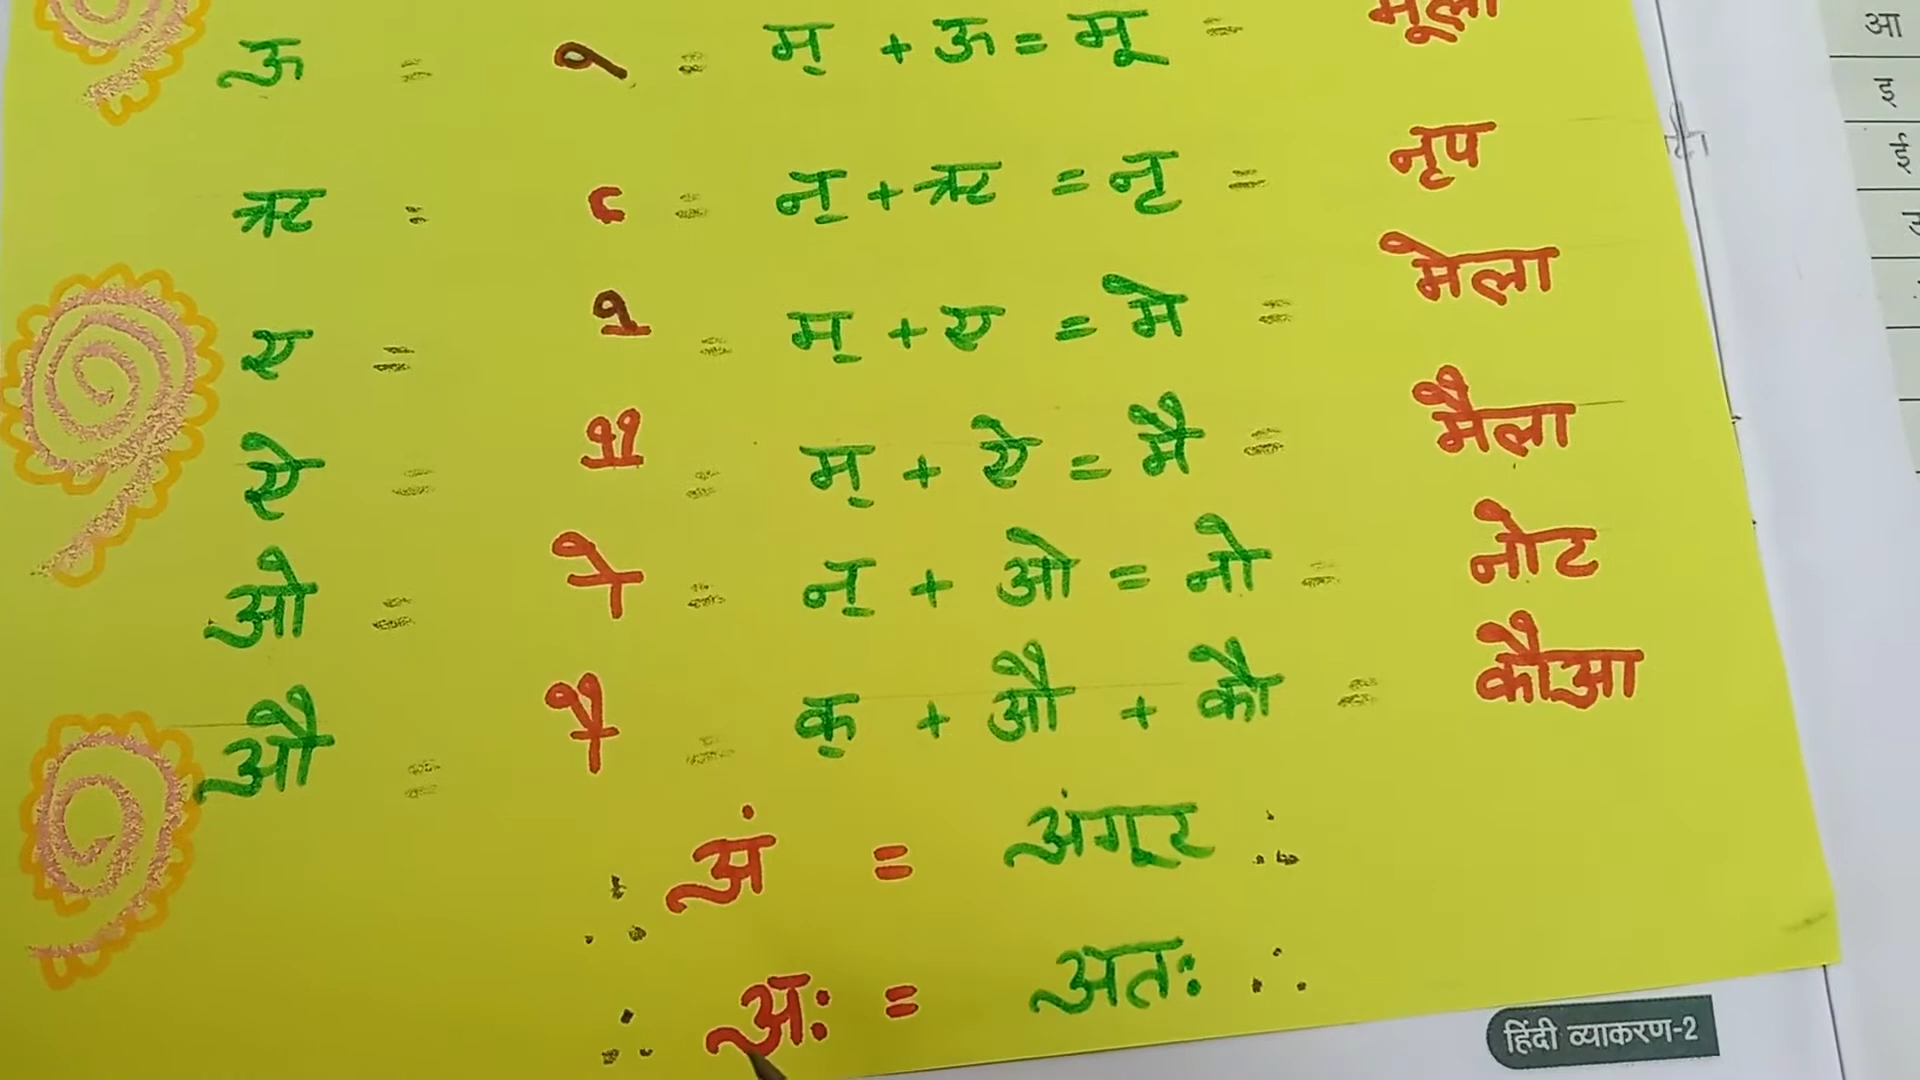 ऊ = ू = म् + ऊ = मू = मूला
ऋ = ृ = न् + ऋ = नृ = नृप
ए = े = म् + ए = मे = मेला
ऐ = ै = म् + ऐ = मै = मैला
ओ = ो = न् + ओ = नो = नोट
औ = ौ = क् + औ + कौ = कौआ
अं = अंगूर
अः = अतः
हिंदी व्याकरण-2
आ
इ
ई